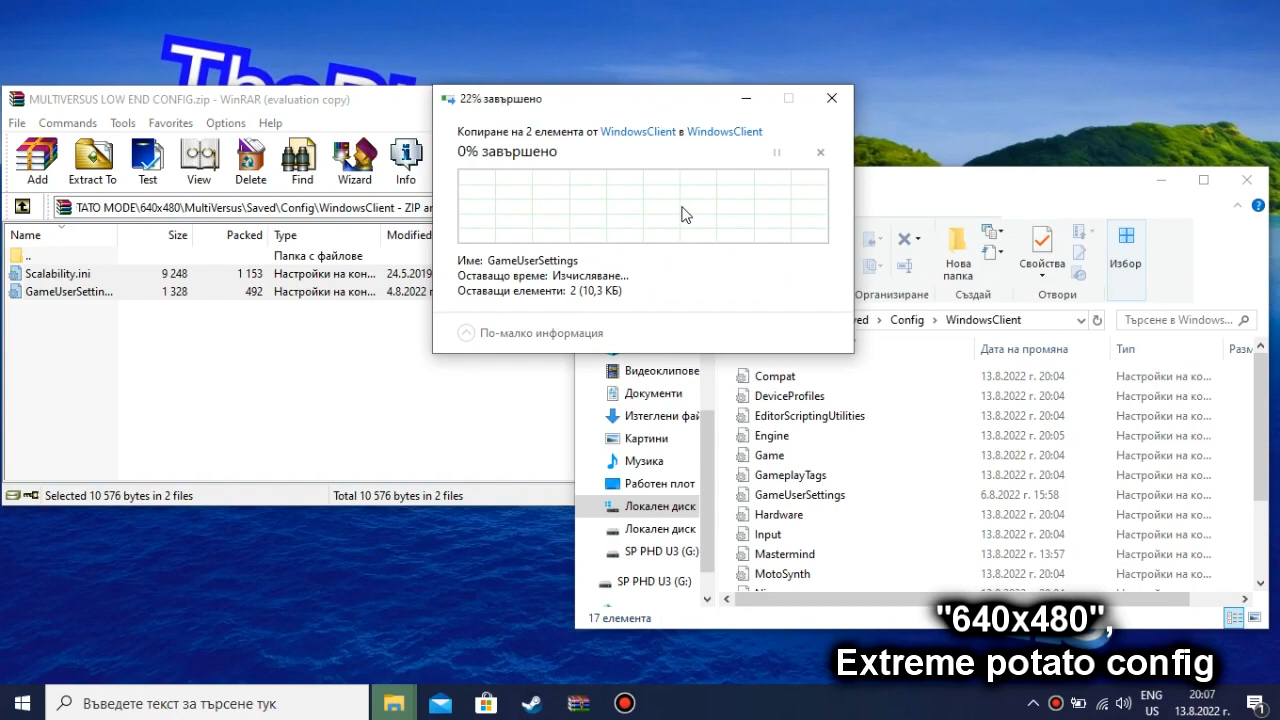 MULTIVERSUS LOW END CONFIG.zip - WinRAR (evaluation copy)
File Commands Tools Favorites Options Help
Add Extract To Test View Delete Find Wizard Info
TATO MODE\640x480\MultiVersus\Saved\Config\WindowsClient - ZIP ar
Name Size Packed Type Modified
.. Папка с файлове
Scalability.ini 9 248 1 153 Настройки на кон... 24.5.2019
GameUserSettin... 1 328 492 Настройки на кон... 4.8.2022 г
Selected 10 576 bytes in 2 files Total 10 576 bytes in 2 files
22% завършено
Копиране на 2 елемента от WindowsClient в WindowsClient
0% завършено
Име: GameUserSettings
Оставащо време: Изчисляване...
Оставащи елементи: 2 (10,3 КБ)
По-малко информация
Нова папка
Свойства
Избор
Организиране Създай Отвори
ved Config WindowsClient Търсене в Windows...
Дата на промяна Тип Разм
Видеоклипове
Документи
Изтеглени фай
Картини
Музика
Работен плот
Локален диск
Локален диск
SP PHD U3 (G:)
SP PHD U3 (G:)
Compat 13.8.2022 г. 20:04 Настройки на ко...
DeviceProfiles 13.8.2022 г. 20:04 Настройки на ко...
EditorScriptingUtilities 13.8.2022 г. 20:04 Настройки на ко...
Engine 13.8.2022 г. 20:05 Настройки на ко...
Game 13.8.2022 г. 20:04 Настройки на ко...
GameplayTags 13.8.2022 г. 20:04 Настройки на ко...
GameUserSettings 6.8.2022 г. 15:58 Настройки на ко...
Hardware 13.8.2022 г. 20:04 Настройки на ко...
Input 13.8.2022 г. 20:04 Настройки на ко...
Mastermind 13.8.2022 г. 13:57 Настройки на ко...
MotoSynth 13.8.2022 г. 20:04 Настройки на ко...
17 елемента
"640x480",
Extreme potato config
Въведете текст за търсене тук
ENG
US
20:07
13.8.2022 г.
1